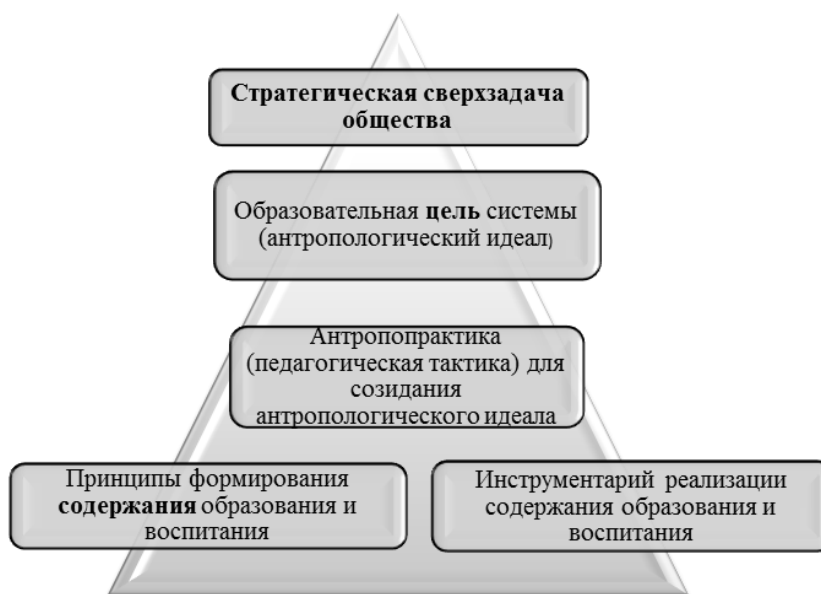 Стратегическая сверхзадача
общества
Образовательная цель системы
(антропологический идеал)
Антропопрактика
(педагогическая тактика) для
созидания
антропологического идеала
Принципы формирования
содержания образования и
воспитания
Инструментарий реализации
содержания образования и
воспитания